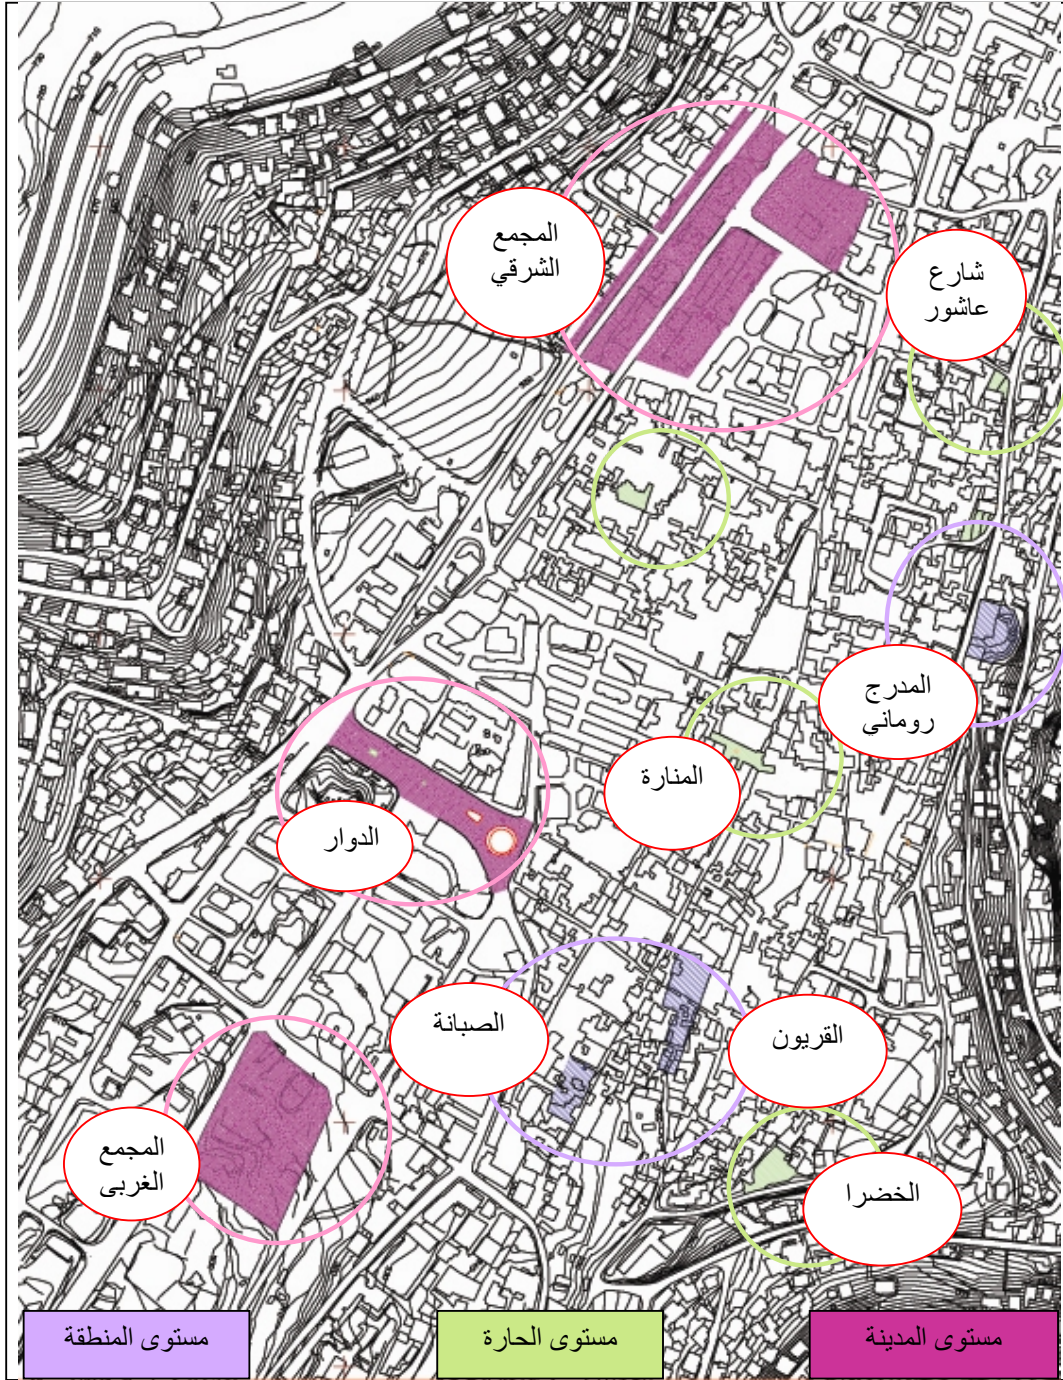 المجمع
الشرقي
شارع
عاشور
المدرج
روماني
المنارة
الدوار
الصبانة
القريون
المجمع
الغربى
الخضرا
مستوى المدينة
مستوى الحارة
مستوى المنطقة